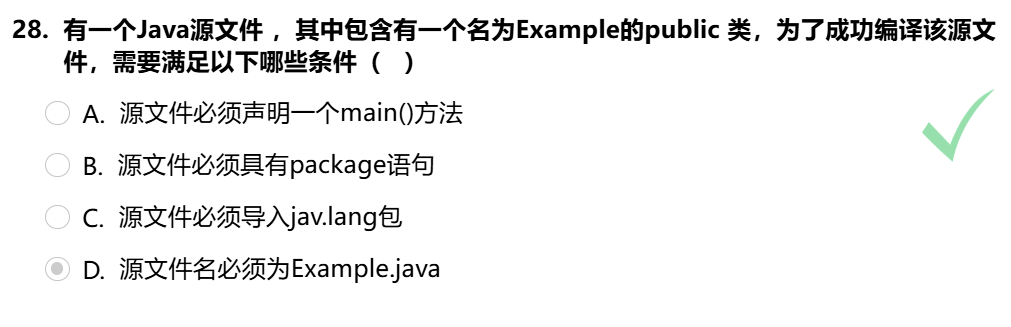 28. 有一个Java源文件 ，其中包含有一个名为Example的public 类，为了成功编译该源文
件，需要满足以下哪些条件（  ）
A. 源文件必须声明一个main()方法
B. 源文件必须具有package语句
C. 源文件必须导入jav.lang包
D. 源文件名必须为Example.java